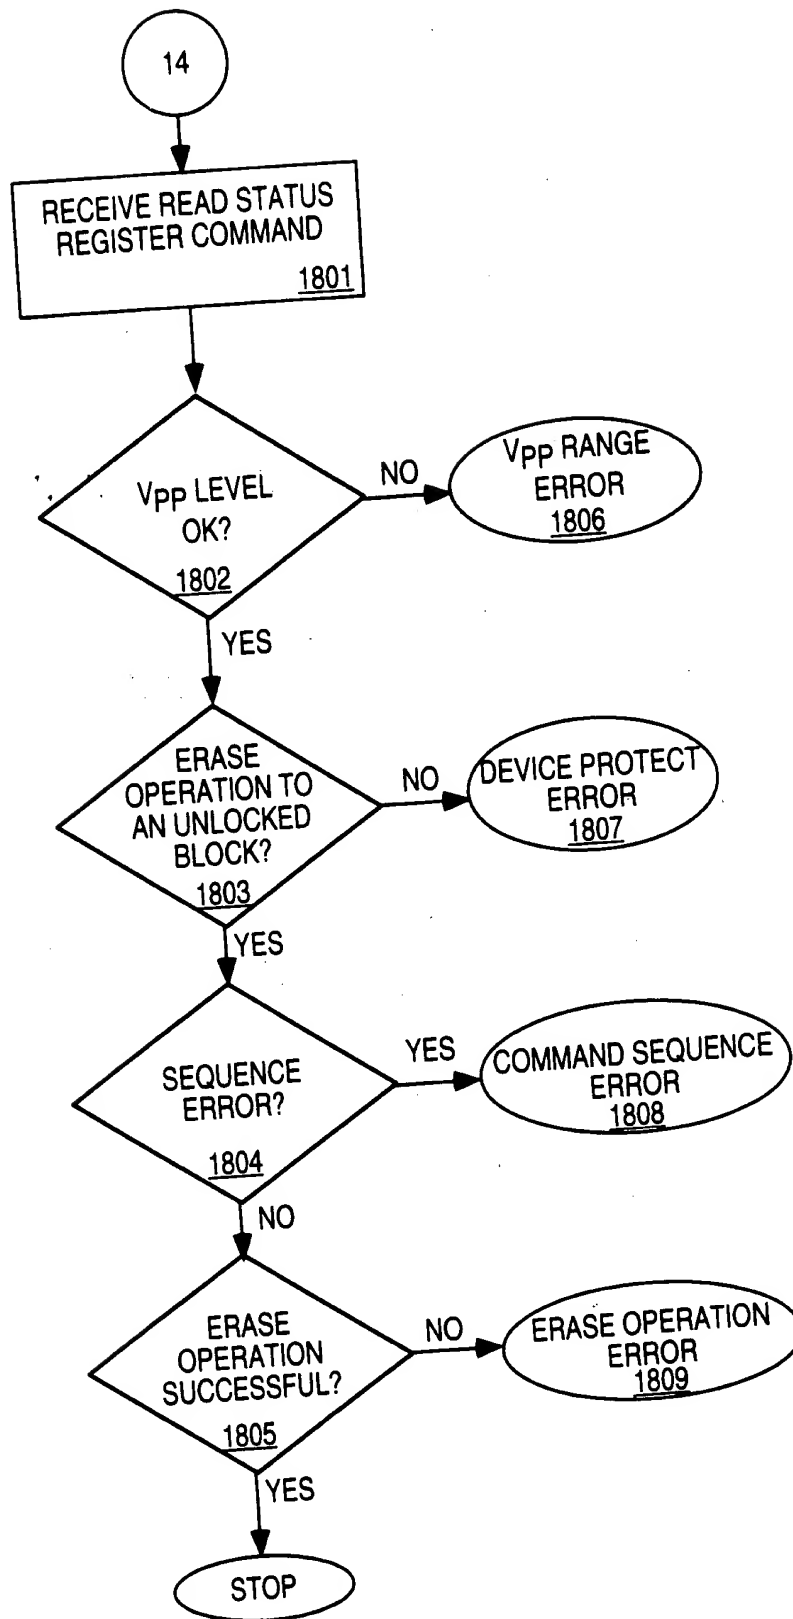 14
RECEIVE READ STATUS
REGISTER COMMAND
1801
Vpp LEVEL
OK?
1802
NO
Vpp RANGE
ERROR
1806
YES
ERASE
OPERATION TO
AN UNLOCKED
BLOCK?
1803
NO
DEVICE PROTECT
ERROR
1807
YES
SEQUENCE
ERROR?
1804
YES
COMMAND SEQUENCE
ERROR
1808
NO
ERASE
OPERATION
SUCCESSFUL?
1805
NO
ERASE OPERATION
ERROR
1809
YES
STOP